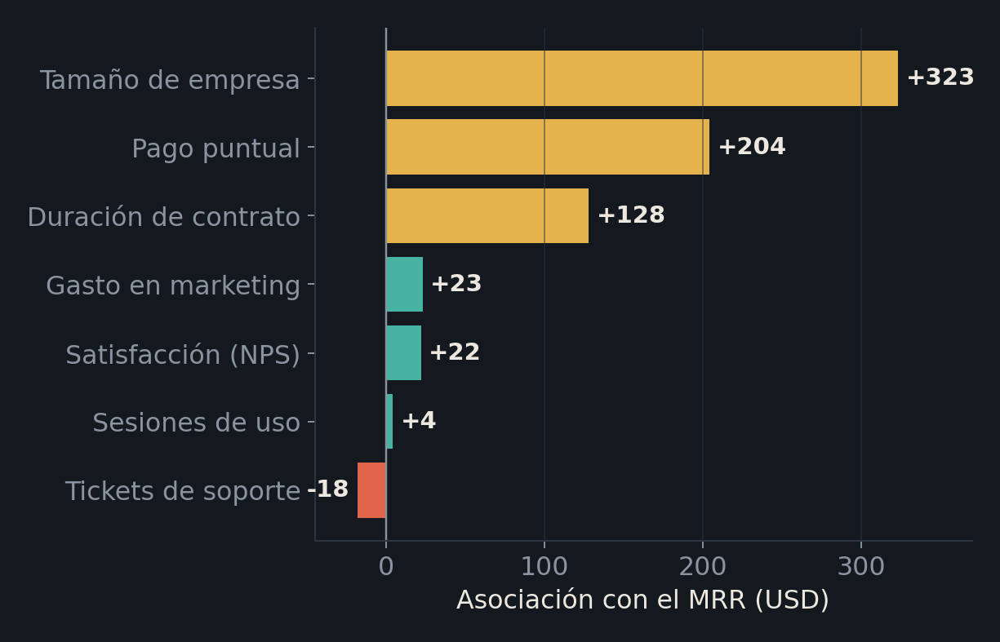 Tamaño de empresa +323
Pago puntual +204
Duración de contrato +128
Gasto en marketing +23
Satisfacción (NPS) +22
Sesiones de uso +4
Tickets de soporte -18
0 100 200 300
Asociación con el MRR (USD)